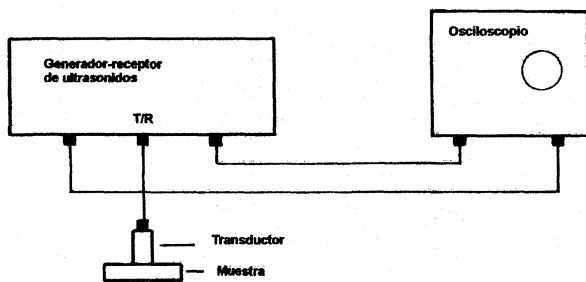 Osciloscopio
Generador-receptor
de ultrasonidos
T/R
Transductor
Muestra